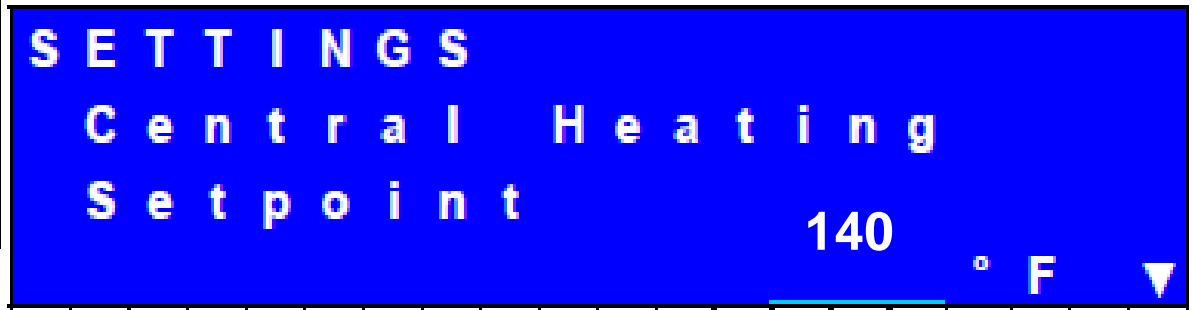 SETTINGS
Central Heating
Setpoint
140
° F ▼